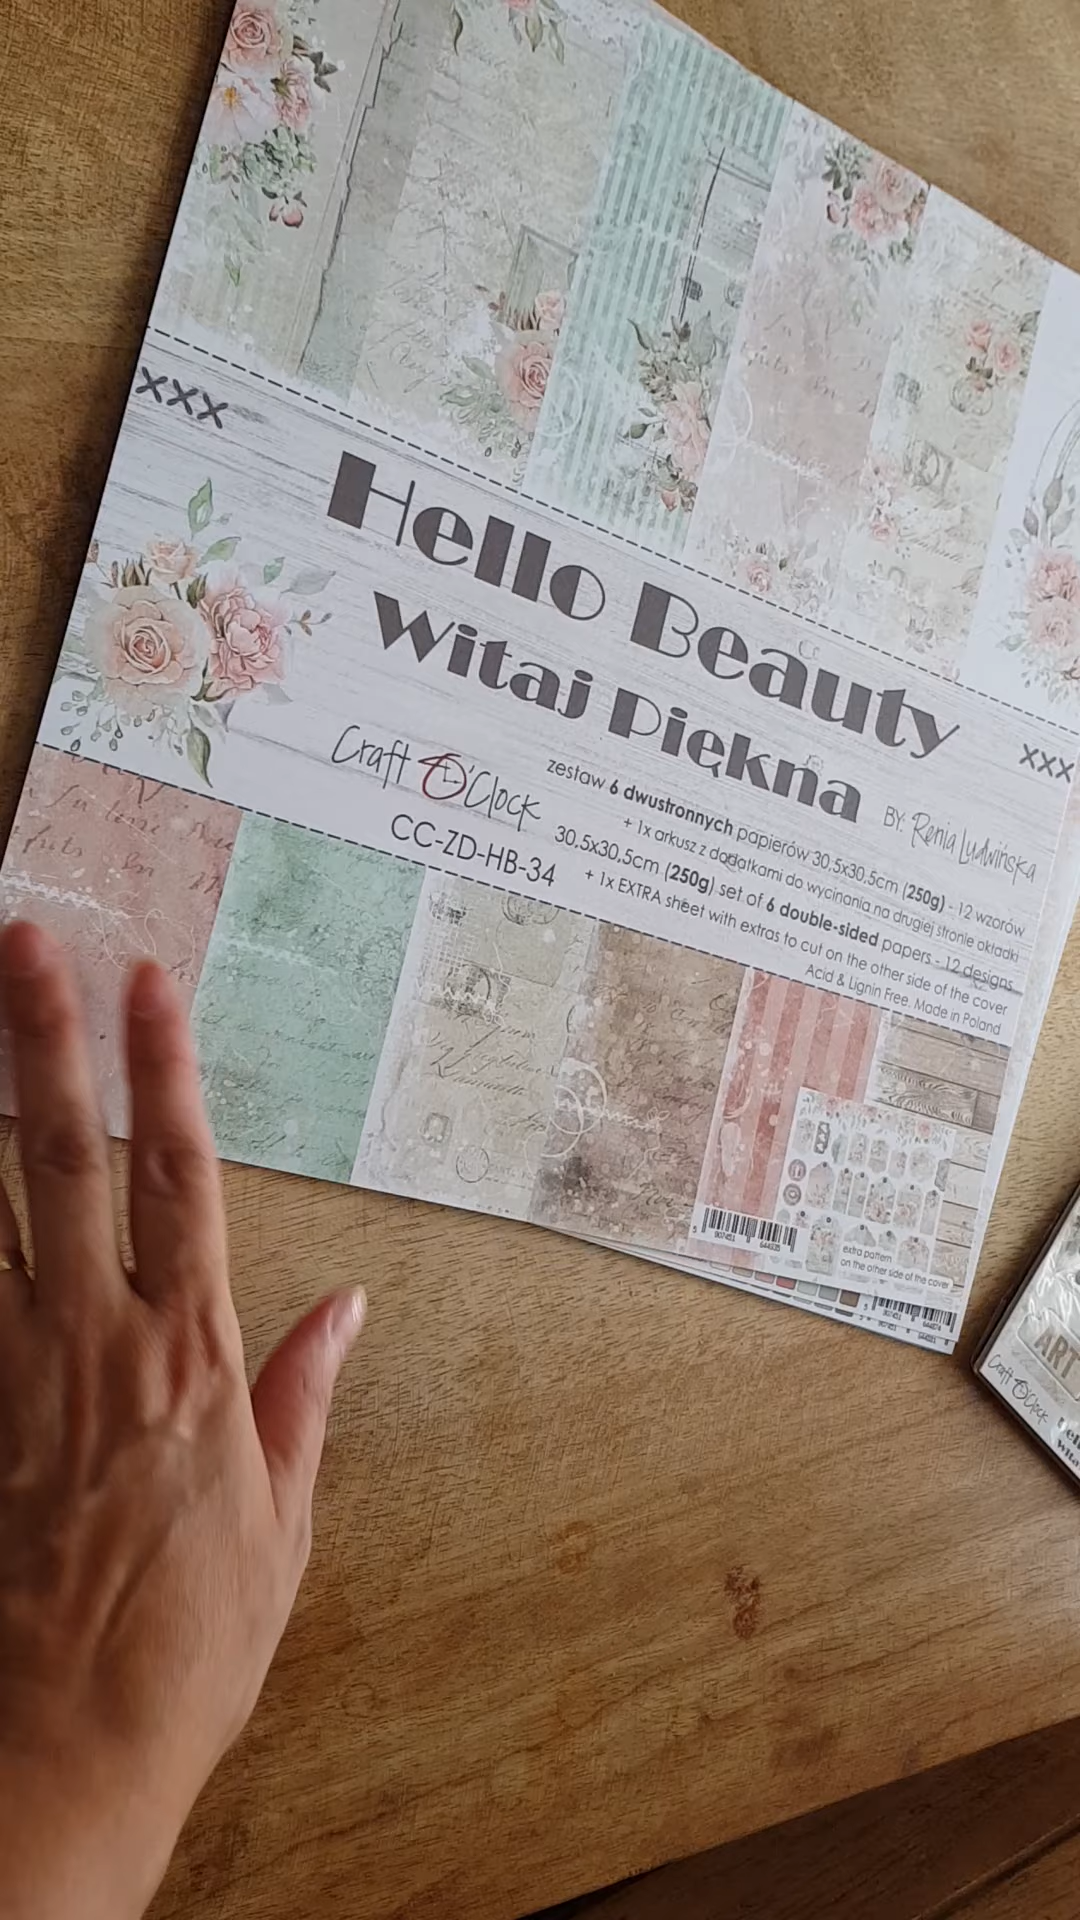 xxx
Hello Beauty
Witaj Piękna
xxx
Craft O'Clock
CC-ZD-HB-34
BY: Renia Ludwińska
zestaw 6 dwustronnych papierów 30,5x30,5cm (250g) - 12 wzorów
+ 1x arkusz z dodatkami do wycinania na drugiej stronie okładki
30,5x30,5cm (250g) set of 6 double-sided papers - 12 designs
+ 1x EXTRA sheet with extras to cut on the other side of the cover
Acid & Lignin Free. Made in Poland
extra pattern
on the other side of the cover
ART
Craft O'Clock